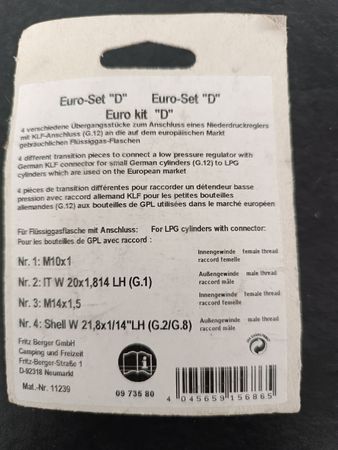 Euro-Set "D" Euro-Set "D"
Euro kit "D"
4 verschiedene Übergangsstücke zum Anschluss eines Niederdruckreglers
mit KLF-Anschluss (G.12) an die auf dem europäischen Markt
gebräuchlichen Flüssiggas-Flaschen
4 different transition pieces to connect a low pressure regulator with
German KLF connector for small German cylinders (G.12) to LPG
cylinders which are used on the European market
4 pièces de transition différentes pour raccorder un détendeur basse
pression avec raccord allemand KLF pour les petites bouteilles
allemandes (G.12) aux bouteilles de GPL utilisées dans le marché européen
Für Flüssiggasflasche mit Anschluss: For LPG cylinders with connector:
Pour les bouteilles de GPL avec raccord :
Nr. 1: M10x1 Innengewinde female thread
raccord femelle
Nr. 2: IT W 20x1,814 LH (G.1) Außengewinde male thread
raccord mâle
Nr. 3: M14x1,5 Innengewinde female thread
raccord femelle
Nr. 4: Shell W 21,8x1/14"LH (G.2/G.8) Außengewinde male thread
raccord mâle
Fritz Berger GmbH
Camping und Freizeit
Fritz-Berger-Straße 1
D-92318 Neumarkt
Mat.-Nr. 11239
09 735 80
4 045659 156865